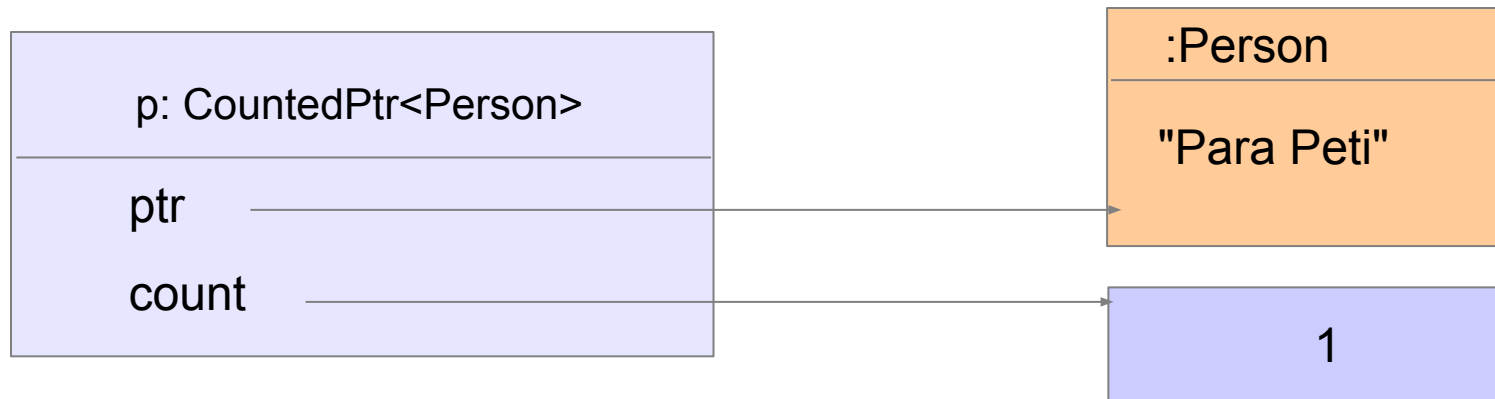 p: CountedPtr<Person>
ptr
count
:Person
"Para Peti"
1